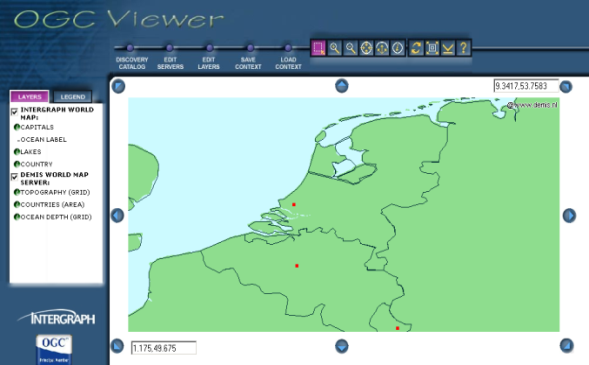 OGC Viewer
DISCOVERY CATALOG
EDIT SERVERS
EDIT LAYERS
SAVE CONTEXT
LOAD CONTEXT
?
9.3417,53.7583
LAYERS
LEGEND
@www.demis.nl
INTERGRAPH WORLD
MAP:
CAPITALS
OCEAN LABEL
LAKES
COUNTRY
DEMIS WORLD MAP
SERVER:
TOPOGRAPHY (GRID)
COUNTRIES (AREA)
OCEAN DEPTH (GRID)
INTERGRAPH
OGC
1.175,49.675